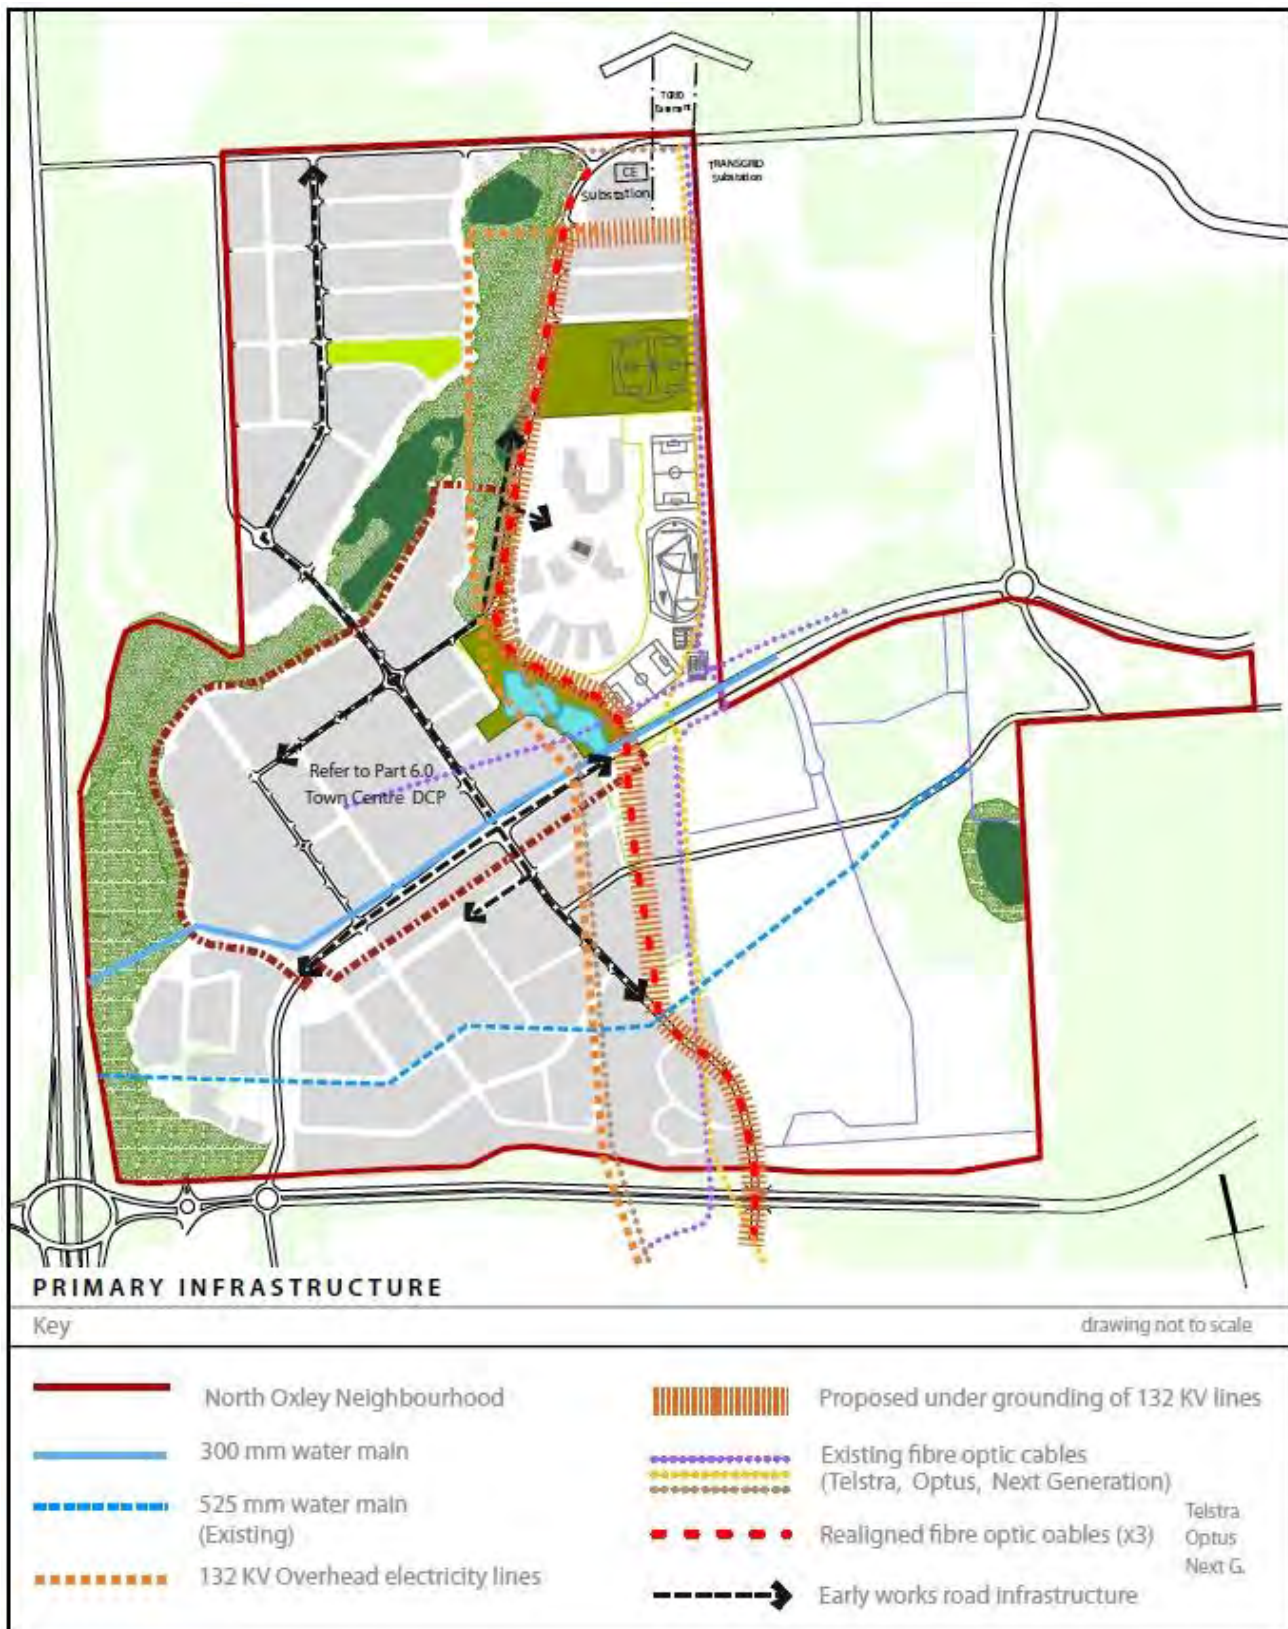 TGRID
Easement
CE
Substation
TRANSGRID
Substation
Refer to Part 6.0
Town Centre DCP
PRIMARY INFRASTRUCTURE
Key
drawing not to scale
North Oxley Neighbourhood
300 mm water main
525 mm water main
(Existing)
132 KV Overhead electricity lines
Proposed under grounding of 132 KV lines
Existing fibre optic cables
(Telstra, Optus, Next Generation)
Realigned fibre optic oables (x3)
Telstra
Optus
Next G.
Early works road infrastructure